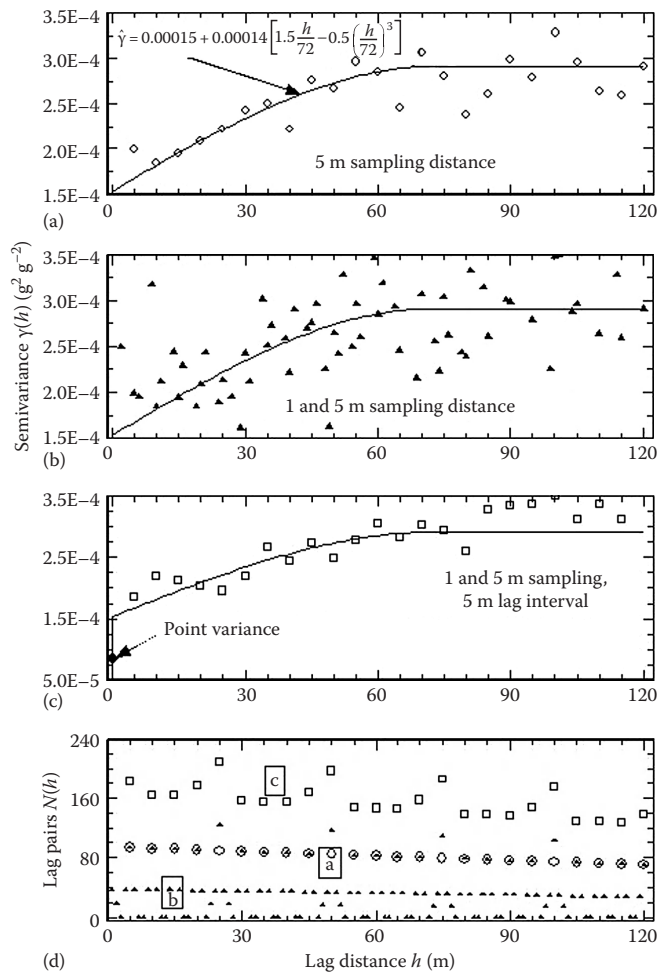 3.5E−4
γ̂ = 0.00015 + 0.00014 [1.5 h/72 − 0.5 (h/72)³]
3.0E−4
2.5E−4
2.0E−4
5 m sampling distance
1.5E−4
0 30 60 90 120
(a)
3.5E−4
3.0E−4
2.5E−4
2.0E−4
1 and 5 m sampling distance
1.5E−4
0 30 60 90 120
(b)
Semivariance γ(h) (g² g⁻²)
3.5E−4
1 and 5 m sampling,
5 m lag interval
1.5E−4
Point variance
5.0E−5
0 30 60 90 120
(c)
240
c
160
Lag pairs N(h)
80
a
b
0
0 30 60 90 120
(d)
Lag distance h (m)